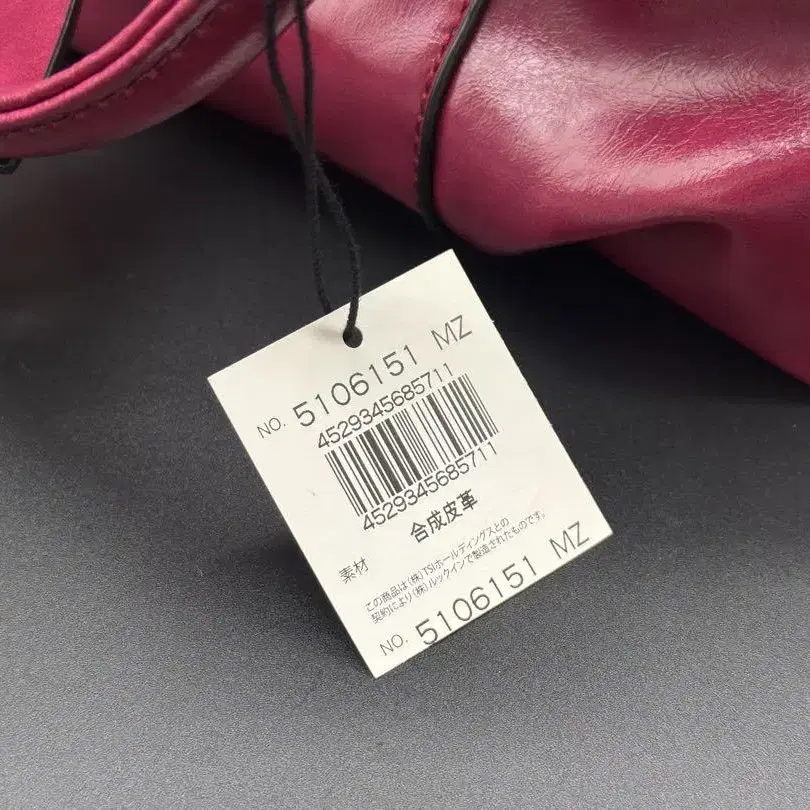 NO. 5106151 MZ
4529345685711
4529345685711
素材 合成皮革
この商品は(株)TSIホールディングスとの
契約により(株)ルックインで製造されたものです。
NO. 5106151 MZ